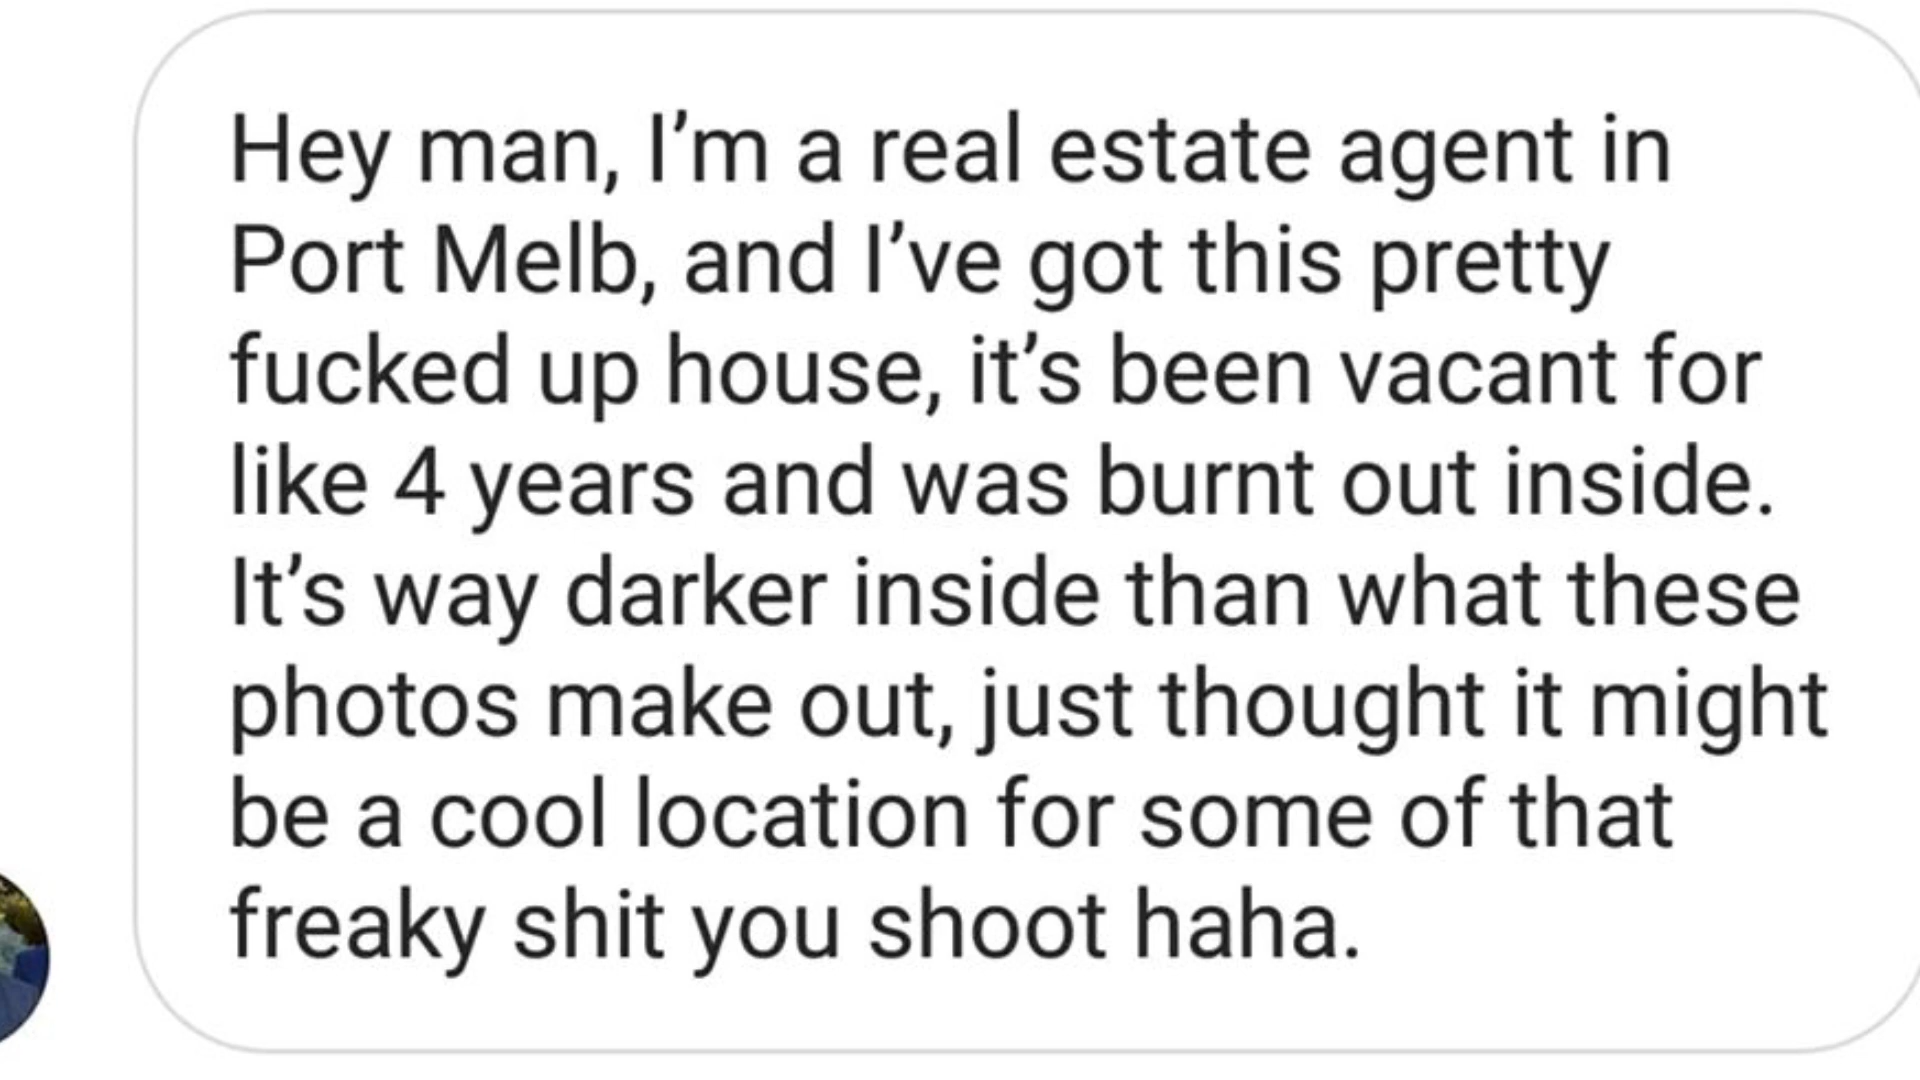 Hey man, I’m a real estate agent in
Port Melb, and I’ve got this pretty
fucked up house, it’s been vacant for
like 4 years and was burnt out inside.
It’s way darker inside than what these
photos make out, just thought it might
be a cool location for some of that
freaky shit you shoot haha.